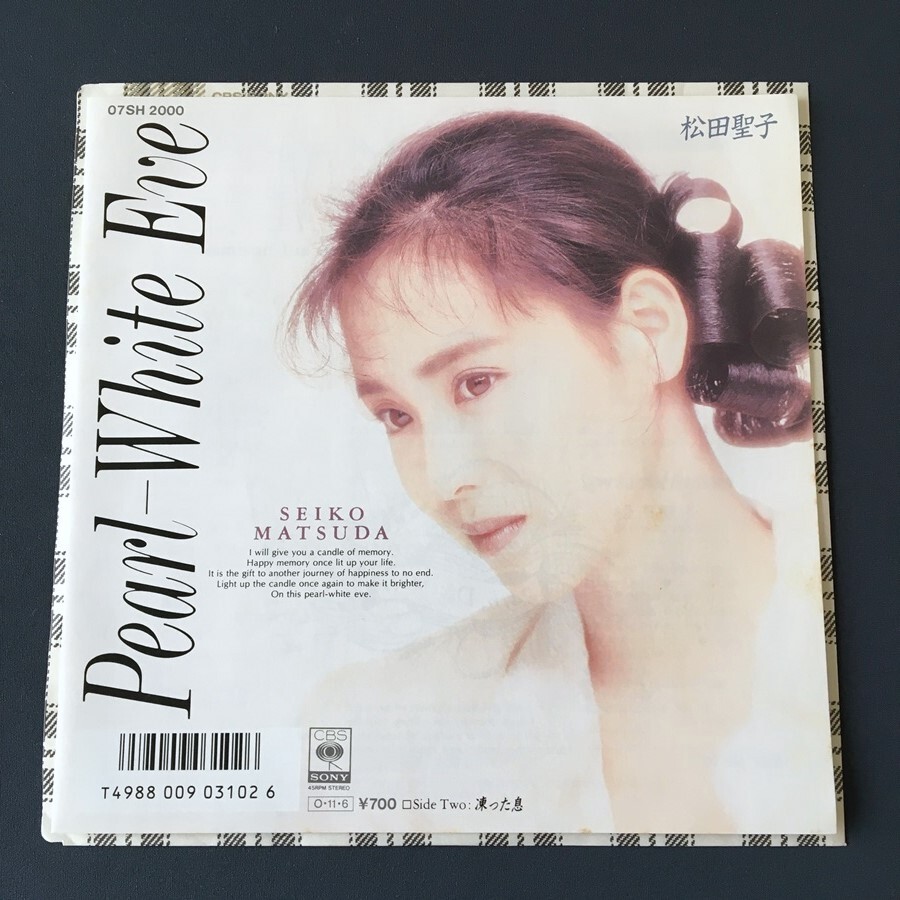 07SH 2000
松田聖子
Pearl-White Eve
SEIKO
MATSUDA
I will give you a candle of memory.
Happy memory once lit up your life.
It is the gift to another journey of happiness to no end.
Light up the candle once again to make it brighter,
On this pearl-white eve.
T4988 009 03102 6
CBS
SONY
45RPM STEREO
O·11·6 ¥700 □Side Two: 凍った息